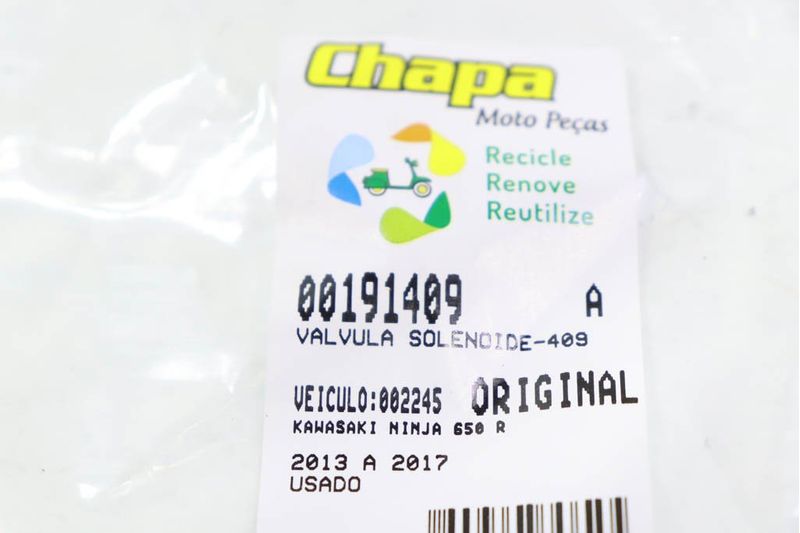 Chapa
Moto Peças
Recicle
Renove
Reutilize
00191409 A
VALVULA SOLENOIDE-409
VEICULO:002245 ORIGINAL
KAWASAKI NINJA 650 R
2013 A 2017
USADO